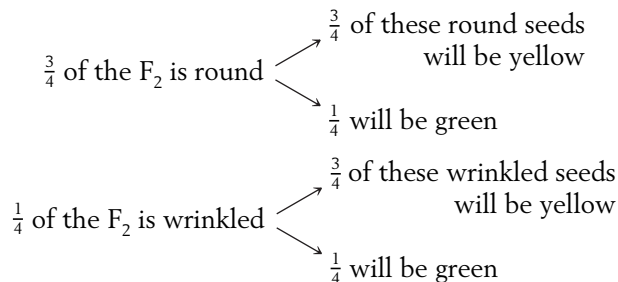 3/4 of these round seeds
will be yellow
3/4 of the F₂ is round
1/4 will be green
3/4 of these wrinkled seeds
will be yellow
1/4 of the F₂ is wrinkled
1/4 will be green